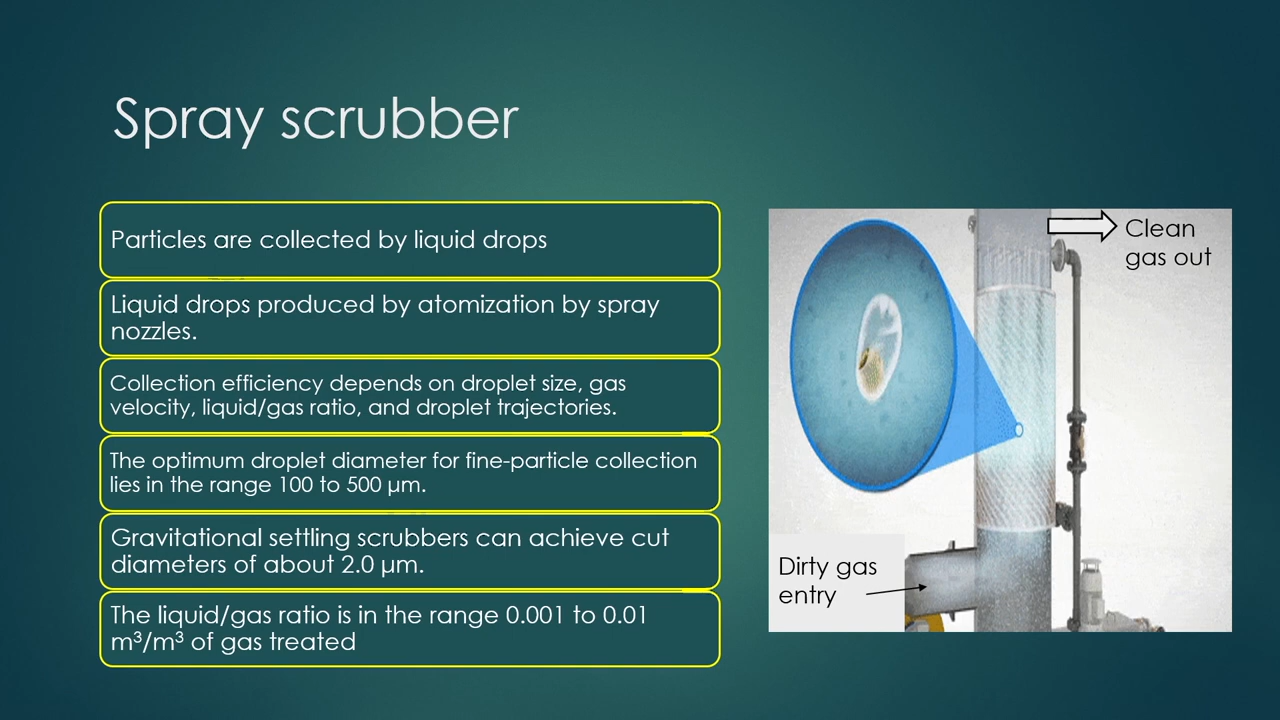 Spray scrubber
Particles are collected by liquid drops
Liquid drops produced by atomization by spray
nozzles.
Collection efficiency depends on droplet size, gas
velocity, liquid/gas ratio, and droplet trajectories.
The optimum droplet diameter for fine-particle collection
lies in the range 100 to 500 μm.
Gravitational settling scrubbers can achieve cut
diameters of about 2.0 μm.
The liquid/gas ratio is in the range 0.001 to 0.01
m³/m³ of gas treated
Clean
gas out
Dirty gas
entry